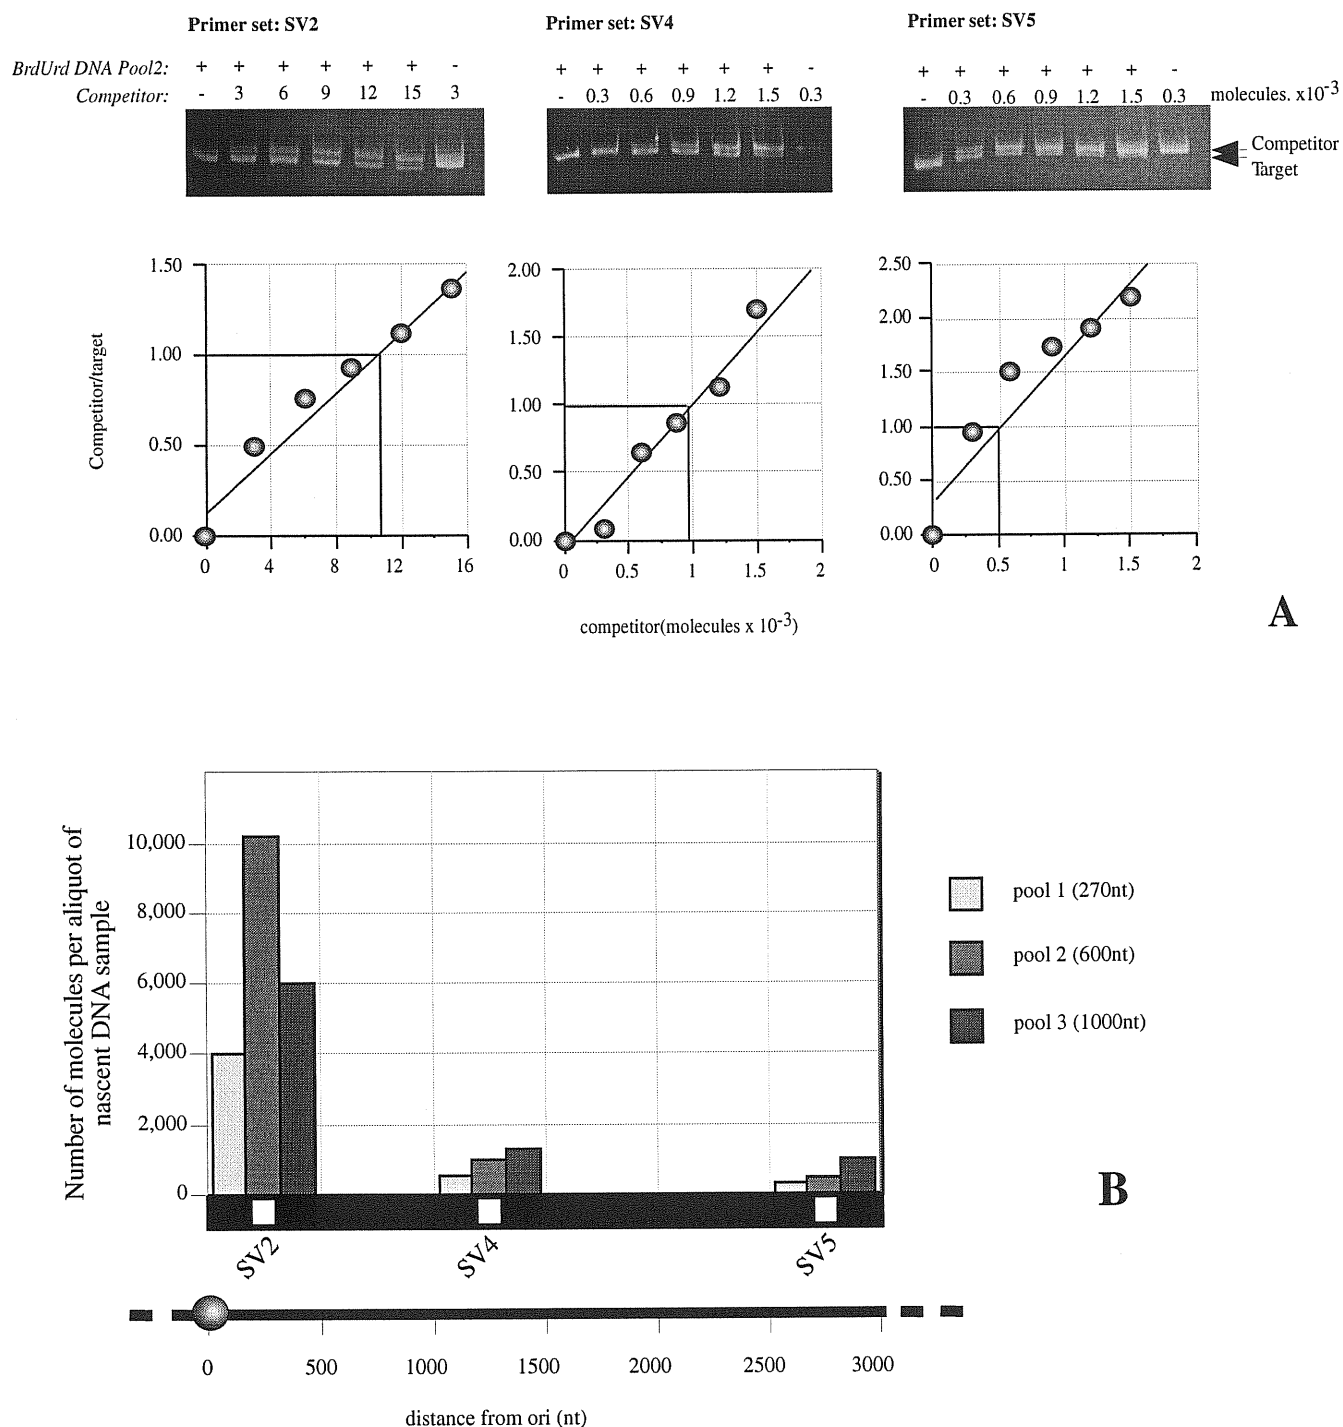 Primer set: SV2
Primer set: SV4
Primer set: SV5
BrdUrd DNA Pool2: + + + + + + - + + + + + + - + + + + + + -
Competitor: - 3 6 9 12 15 3 - 0.3 0.6 0.9 1.2 1.5 0.3 - 0.3 0.6 0.9 1.2 1.5 0.3 molecules. x10-3
Competitor
Target
Competitor/target
1.50
1.00
0.50
0.00
0 4 8 12 16
2.00
1.50
1.00
0.50
0.00
0 0.5 1 1.5 2
2.50
2.00
1.50
1.00
0.50
0.00
0 0.5 1 1.5 2
competitor(molecules x 10-3)
A
Number of molecules per aliquot of
nascent DNA sample
10,000
8,000
6,000
4,000
2,000
0
SV2 SV4 SV5
pool 1 (270nt)
pool 2 (600nt)
pool 3 (1000nt)
B
0 500 1000 1500 2000 2500 3000
distance from ori (nt)